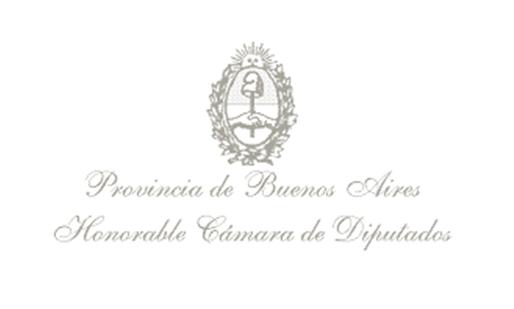 Provincia de Buenos Aires
Honorable Cámara de Diputados